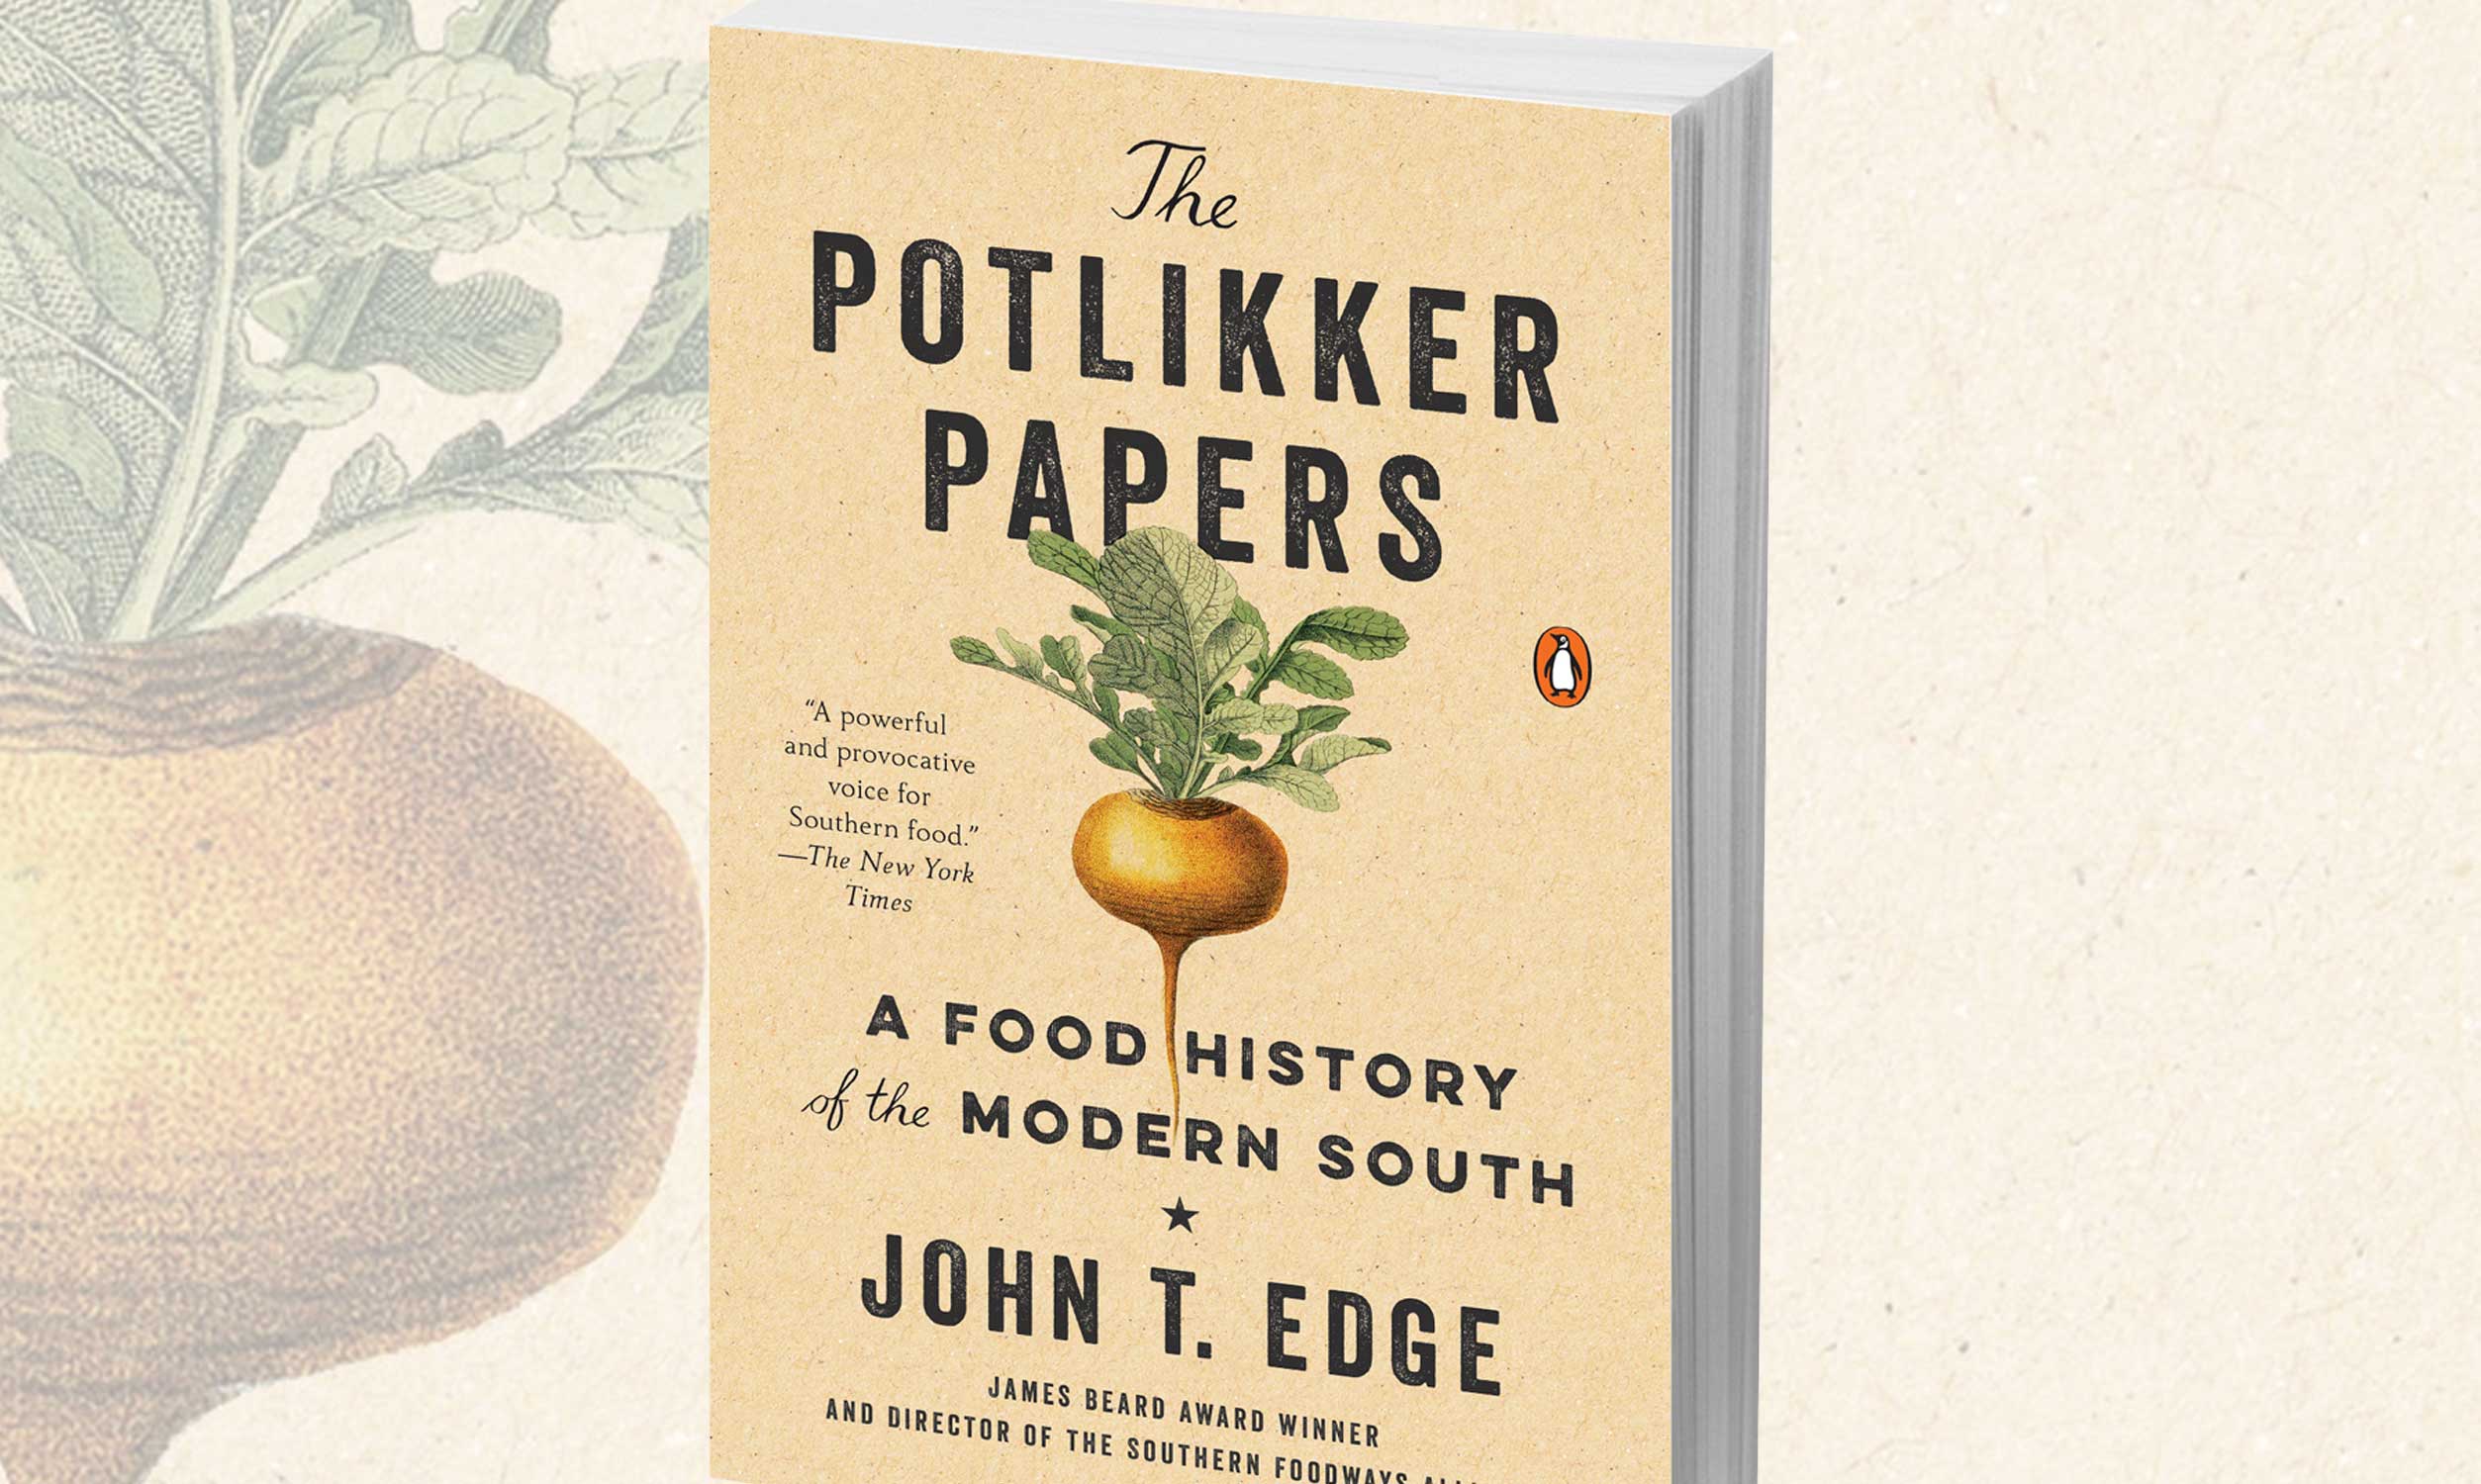 The
POTLIKKER
PAPERS
“A powerful
and provocative
voice for
Southern food.”
—The New York
Times
A FOOD HISTORY
of the MODERN SOUTH
JOHN T. EDGE
JAMES BEARD AWARD WINNER
AND DIRECTOR OF THE SOUTHERN FOODWAYS